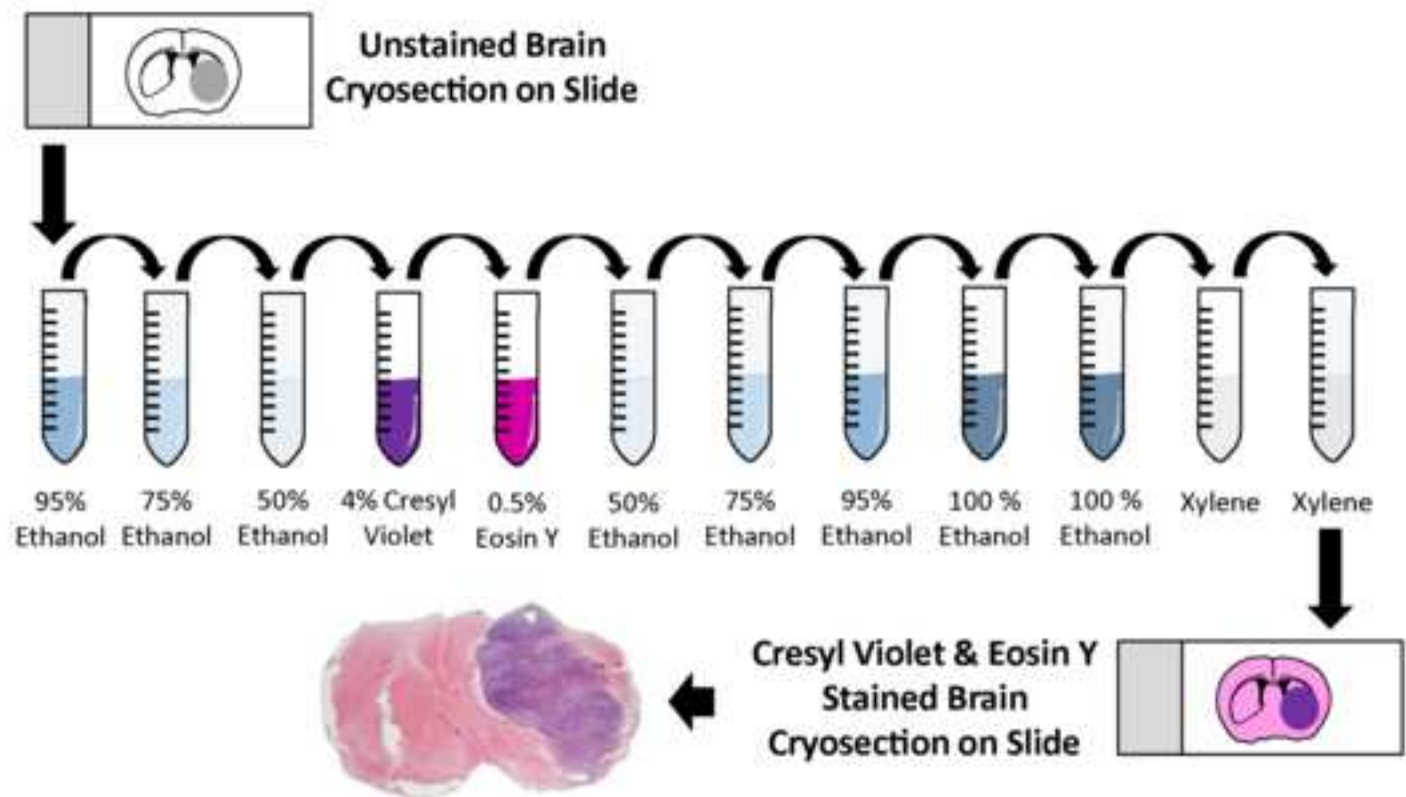 Unstained Brain
Cryosection on Slide
95%
Ethanol
75%
Ethanol
50%
Ethanol
4% Cresyl
Violet
0.5%
Eosin Y
50%
Ethanol
75%
Ethanol
95%
Ethanol
100 %
Ethanol
100 %
Ethanol
Xylene
Xylene
Cresyl Violet & Eosin Y
Stained Brain
Cryosection on Slide